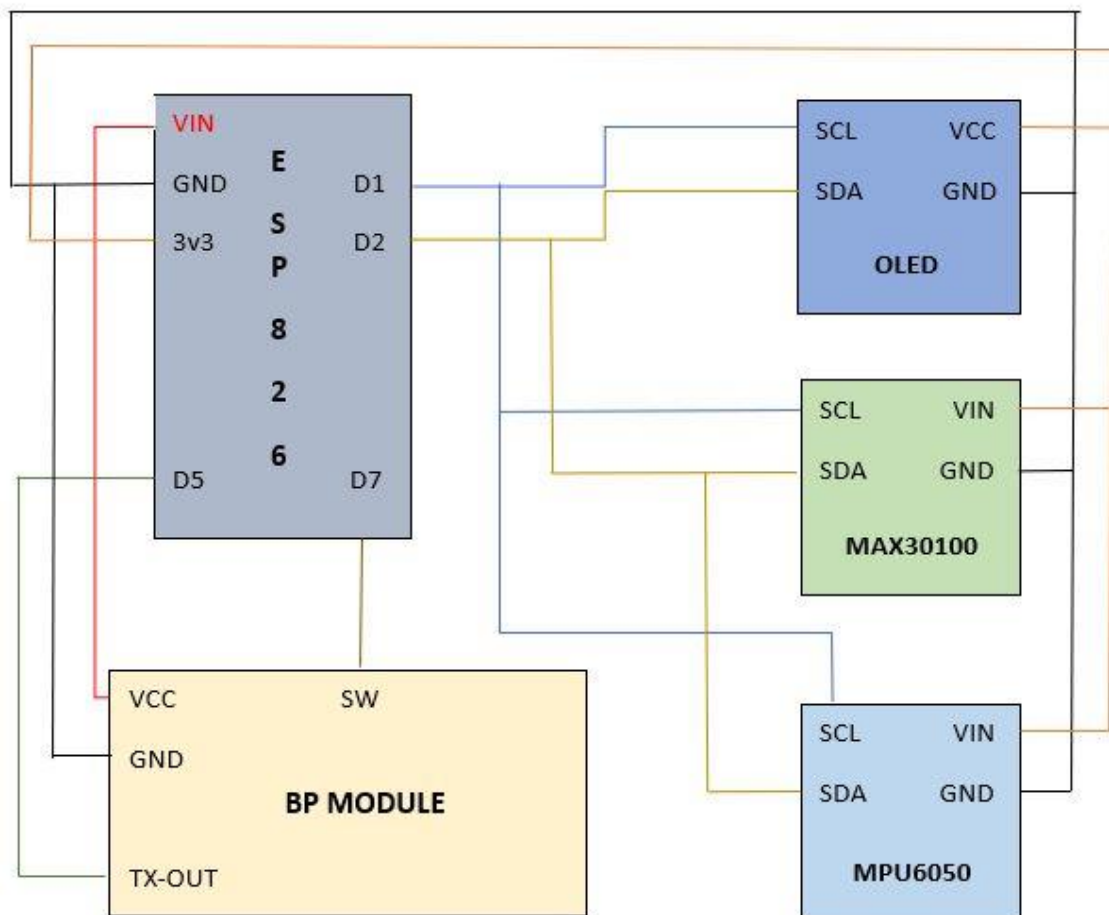 VIN
GND
3v3
D5
E
S
P
8
2
6
D1
D2
D7
SCL VCC
SDA GND
OLED
SCL VIN
SDA GND
MAX30100
VCC SW
GND
BP MODULE
TX-OUT
SCL VIN
SDA GND
MPU6050